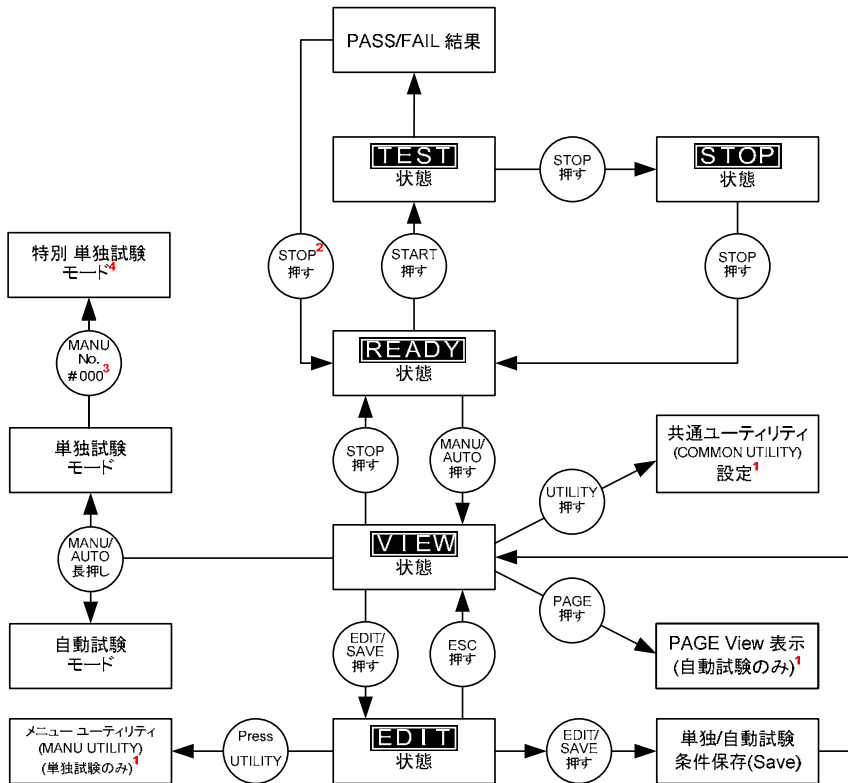 PASS/FAIL 結果
TEST
状態
STOP
押す
STOP
状態
特別 単独試験
モード4
STOP2
押す
START
押す
STOP
押す
MANU
No.
#0003
READY
状態
単独試験
モード
STOP
押す
MANU/
AUTO
押す
共通ユーティリティ
(COMMON UTILITY)
設定1
UTILITY
押す
MANU/
AUTO
長押し
VIEW
状態
PAGE
押す
自動試験
モード
EDIT/
SAVE
押す
ESC
押す
PAGE View 表示
(自動試験のみ)1
メニュー ユーティリティ
(MANU UTILITY)
(単独試験のみ)1
Press
UTILITY
EDIT
状態
EDIT/
SAVE
押す
単独/自動試験
条件保存(Save)